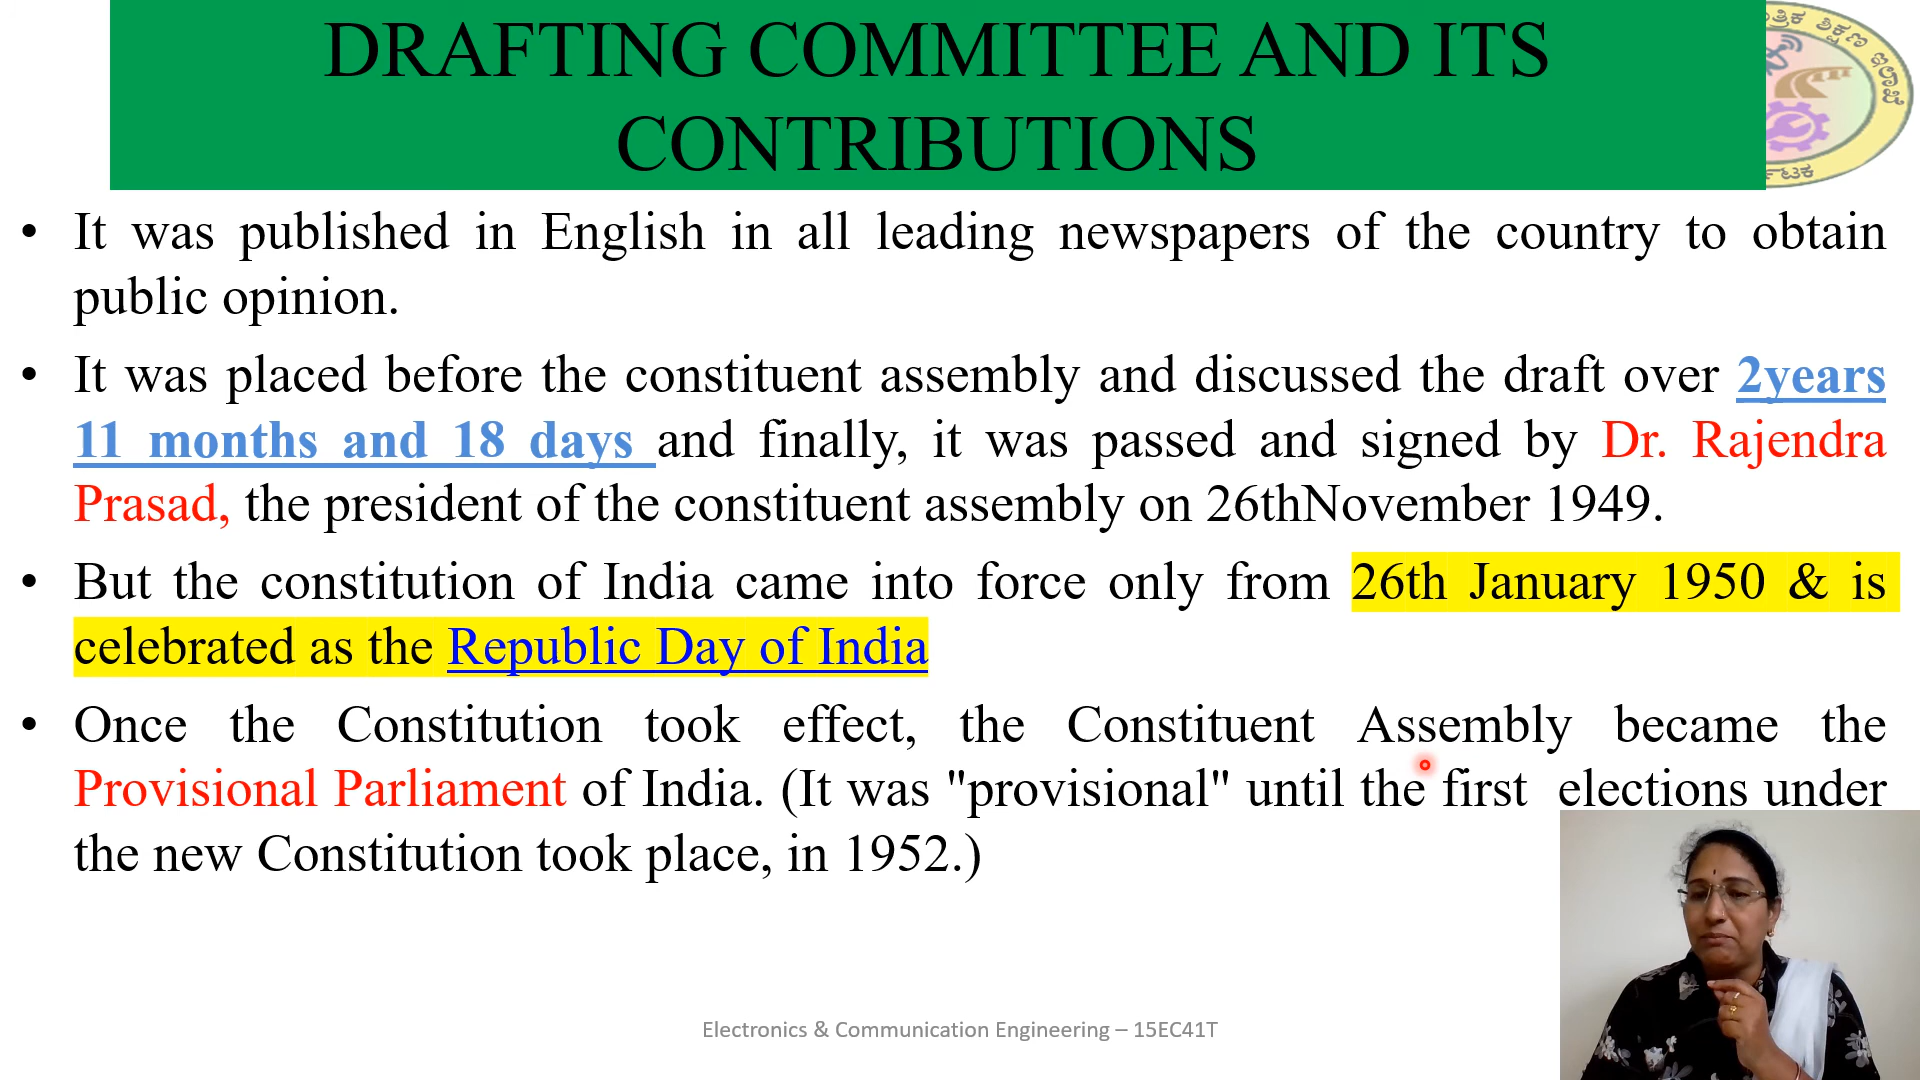 DRAFTING COMMITTEE AND ITS
CONTRIBUTIONS
• It was published in English in all leading newspapers of the country to obtain
public opinion.
• It was placed before the constituent assembly and discussed the draft over 2years
11 months and 18 days and finally, it was passed and signed by Dr. Rajendra
Prasad, the president of the constituent assembly on 26thNovember 1949.
• But the constitution of India came into force only from 26th January 1950 & is
celebrated as the Republic Day of India
• Once the Constitution took effect, the Constituent Assembly became the
Provisional Parliament of India. (It was "provisional" until the first elections under
the new Constitution took place, in 1952.)
Electronics & Communication Engineering – 15EC41T